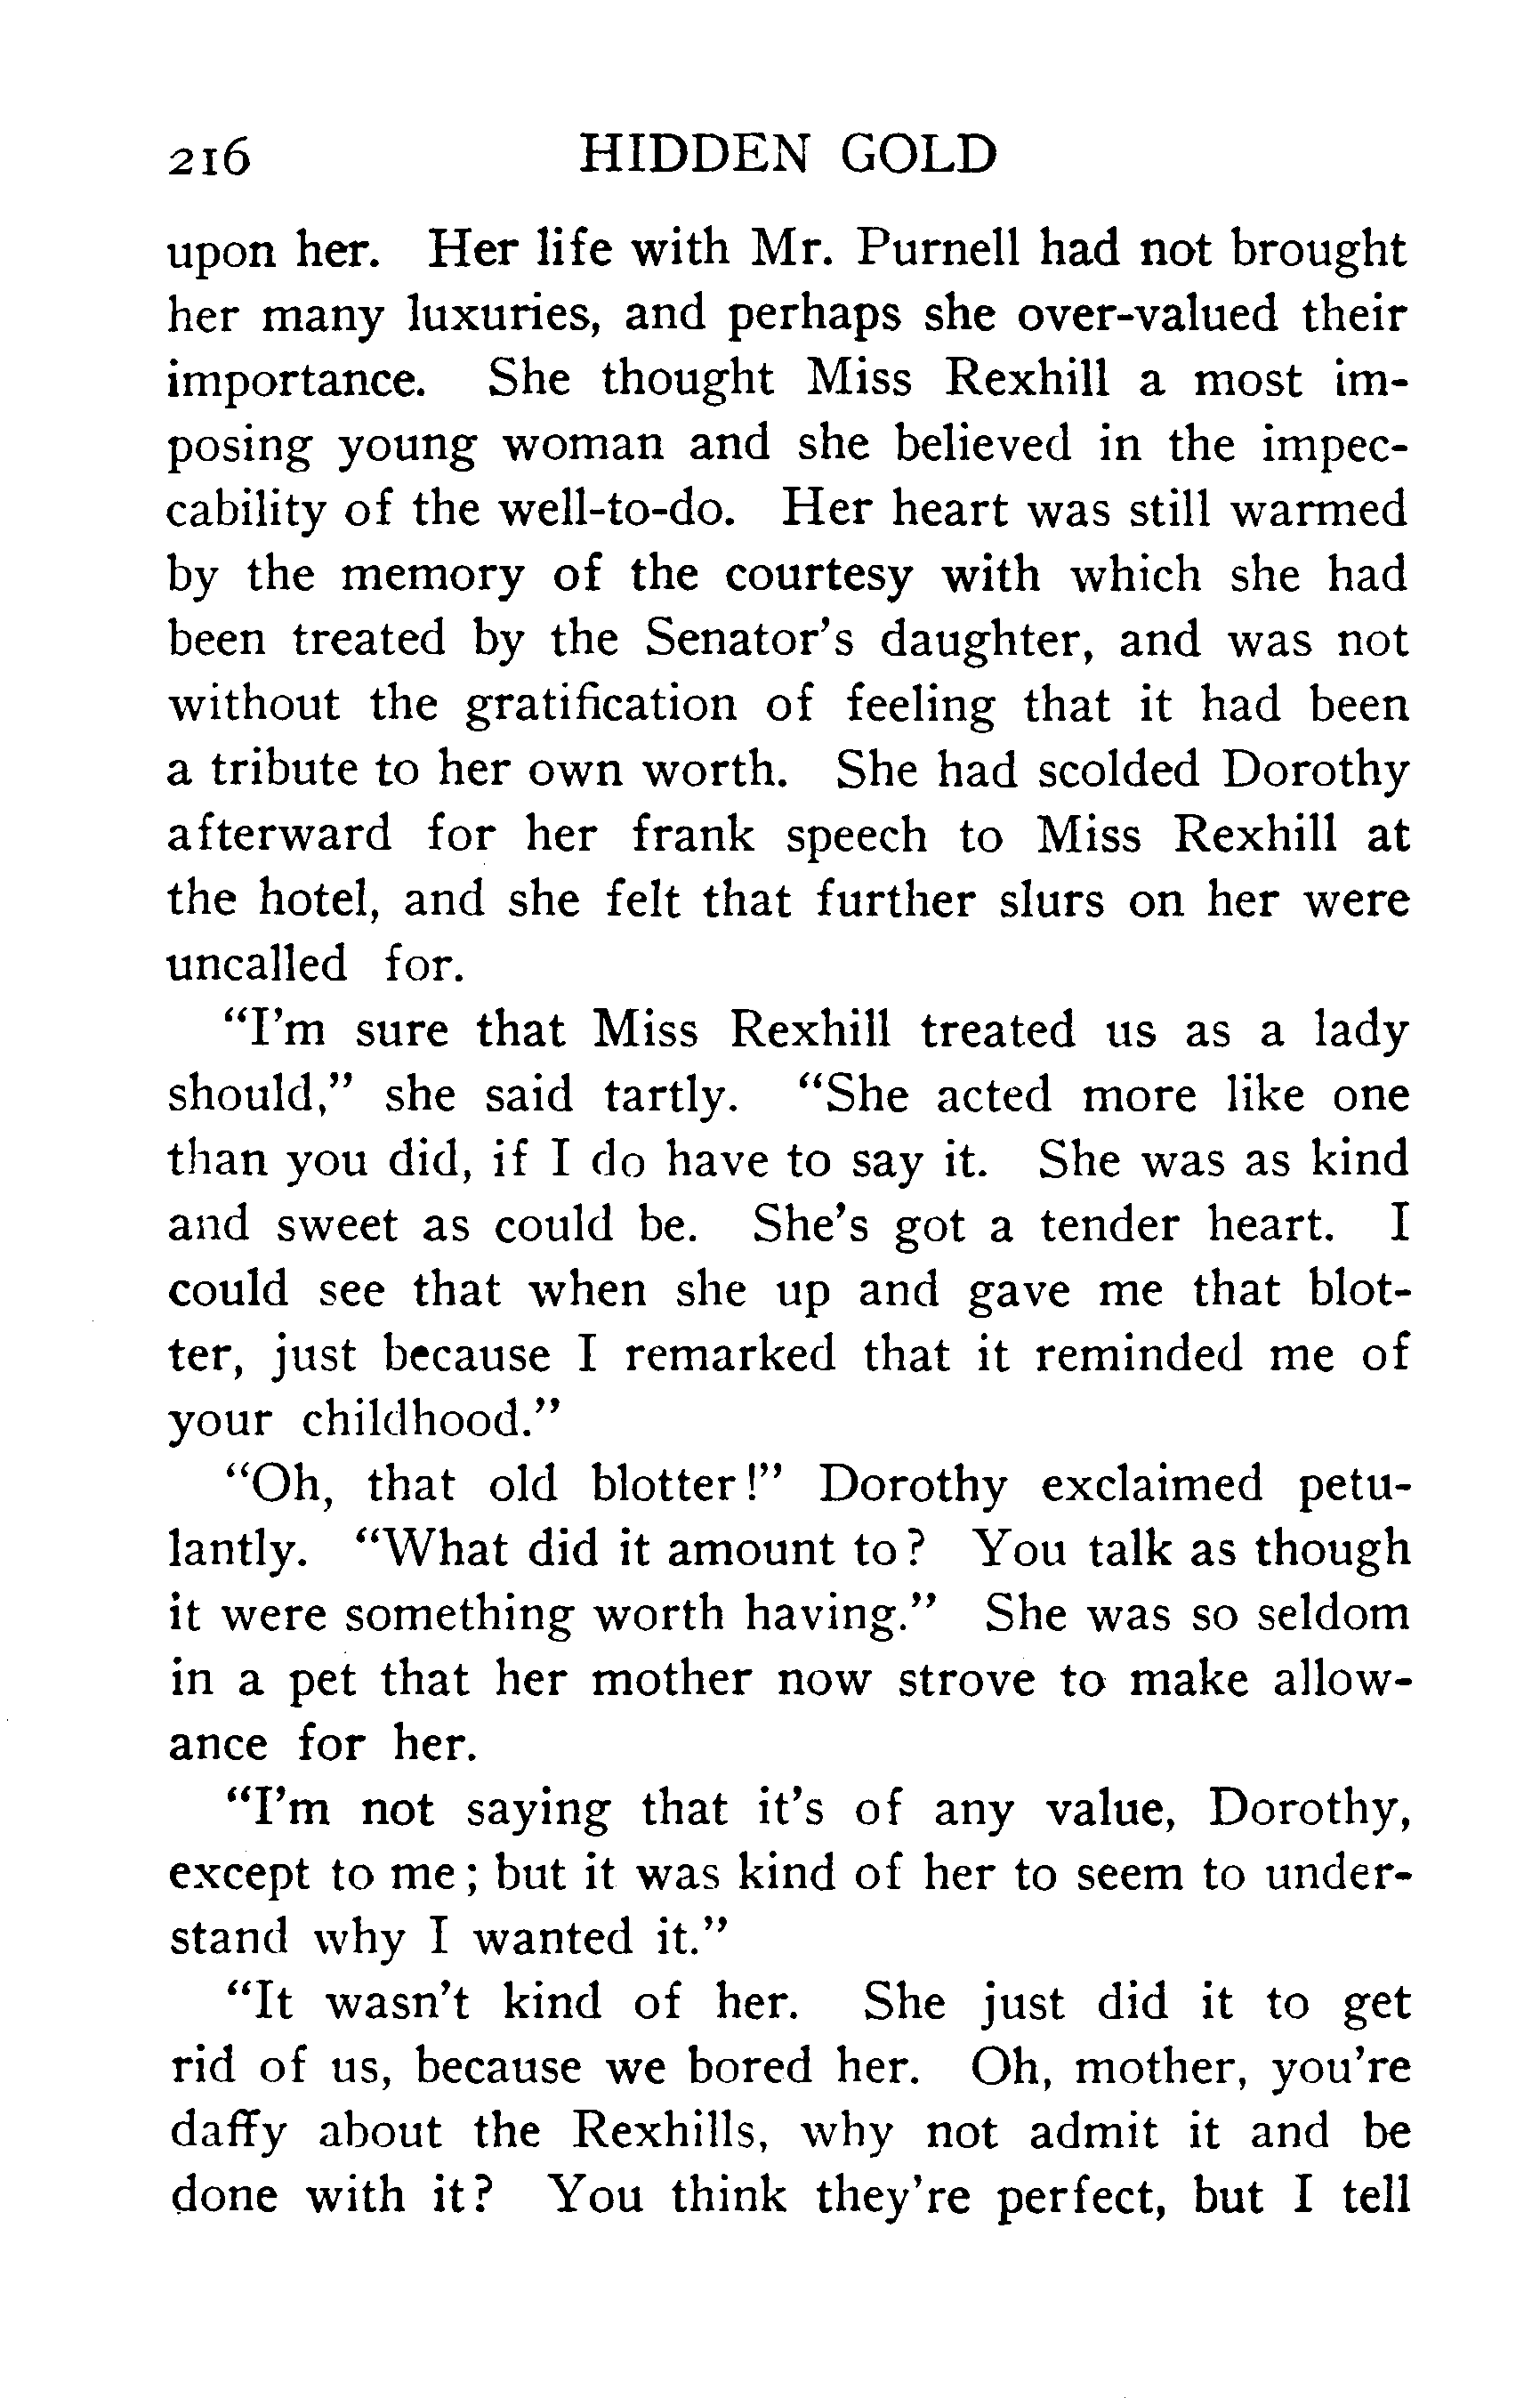 216 HIDDEN GOLD
upon her. Her life with Mr. Purnell had not brought
her many luxuries, and perhaps she over-valued their
importance. She thought Miss Rexhill a most im-
posing young woman and she believed in the impec-
cability of the well-to-do. Her heart was still warmed
by the memory of the courtesy with which she had
been treated by the Senator's daughter, and was not
without the gratification of feeling that it had been
a tribute to her own worth. She had scolded Dorothy
afterward for her frank speech to Miss Rexhill at
the hotel, and she felt that further slurs on her were
uncalled for.
"I'm sure that Miss Rexhill treated us as a lady
should," she said tartly. "She acted more like one
than you did, if I do have to say it. She was as kind
and sweet as could be. She's got a tender heart. I
could see that when she up and gave me that blot-
ter, just because I remarked that it reminded me of
your childhood."
"Oh, that old blotter!" Dorothy exclaimed petu-
lantly. "What did it amount to? You talk as though
it were something worth having." She was so seldom
in a pet that her mother now strove to make allow-
ance for her.
"I'm not saying that it's of any value, Dorothy,
except to me; but it was kind of her to seem to under-
stand why I wanted it."
"It wasn't kind of her. She just did it to get
rid of us, because we bored her. Oh, mother, you're
daffy about the Rexhills, why not admit it and be
done with it? You think they're perfect, but I tell